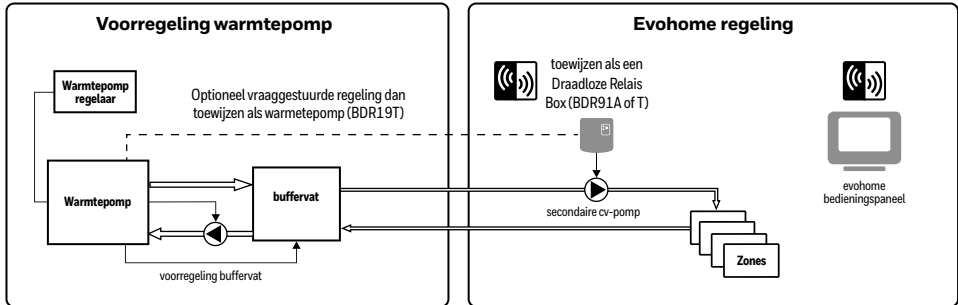 Voorregeling warmtepomp
Warmtepomp
regelaar
Optioneel vraaggestuurde regeling dan
toewijzen als warmetepomp (BDR19T)
Warmtepomp
buffervat
voorregeling buffervat
Evohome regeling
toewijzen als een
Draadloze Relais
Box (BDR91A of T)
secondaire cv-pomp
Zones
evohome
bedieningspaneel